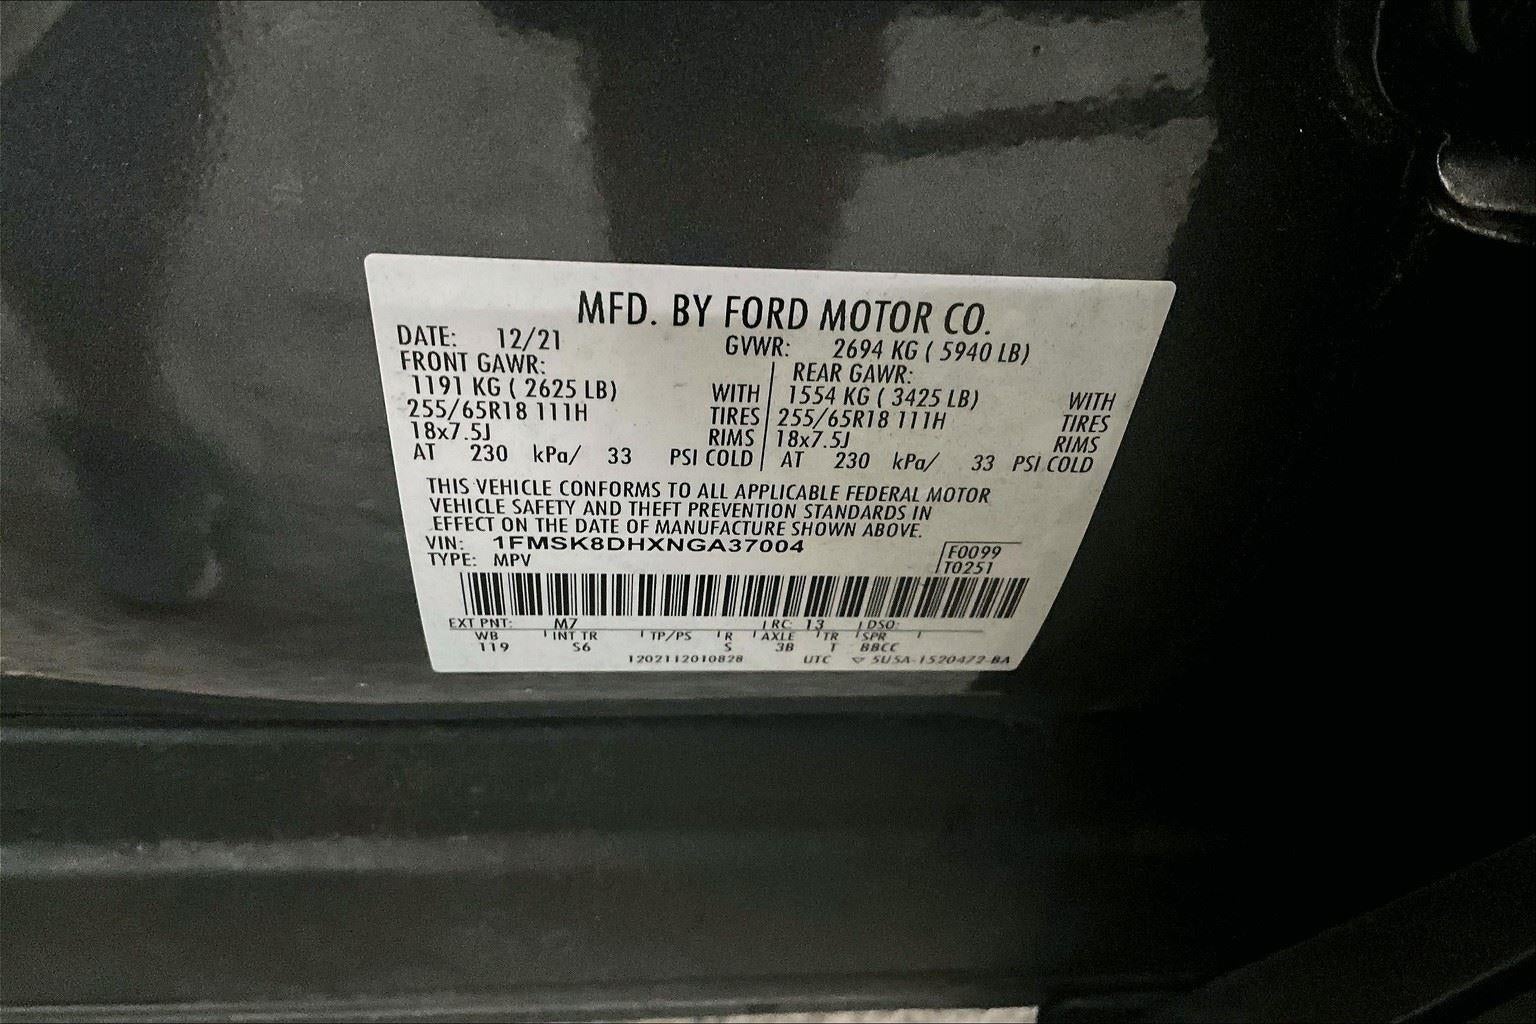 MFD. BY FORD MOTOR CO.
DATE: 12/21 GVWR: 2694 KG ( 5940 LB)
FRONT GAWR: REAR GAWR:
1191 KG ( 2625 LB) WITH 1554 KG ( 3425 LB) WITH
255/65R18 111H TIRES 255/65R18 111H TIRES
18x7.5J RIMS 18x7.5J RIMS
AT 230 kPa/ 33 PSI COLD AT 230 kPa/ 33 PSI COLD
THIS VEHICLE CONFORMS TO ALL APPLICABLE FEDERAL MOTOR
VEHICLE SAFETY AND THEFT PREVENTION STANDARDS IN
EFFECT ON THE DATE OF MANUFACTURE SHOWN ABOVE.
VIN: 1FMSK8DHXNGA37004 F0099
TYPE: MPV T0251
EXT PNT: M7 RC: 13 DSO:
WB INT TR TP/PS R AXLE TR SPR
119 S6 S 3B T BBCC
1202112010828 UTC ▽ 5U5A-1520472-BA